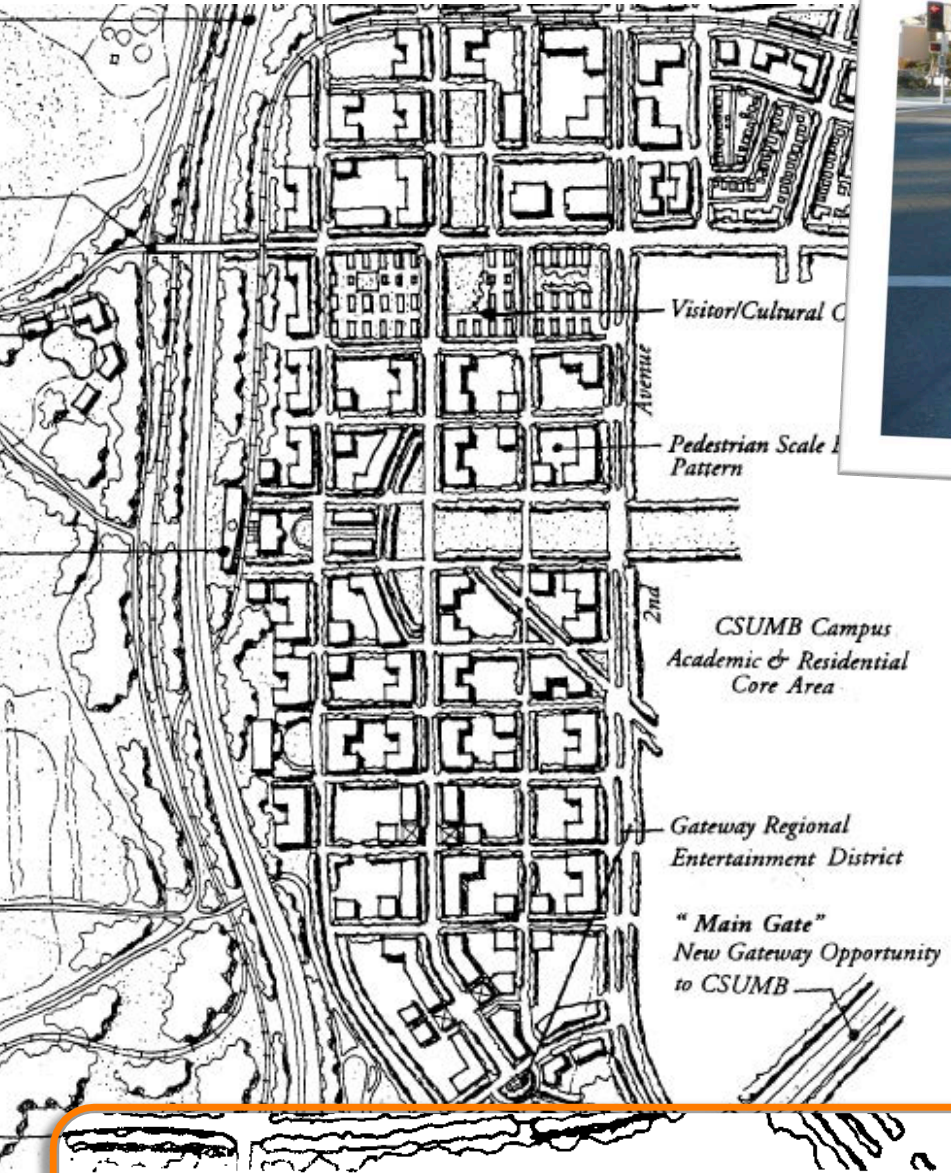 Visitor/Cultural
Avenue
Pedestrian Scale
Pattern
2nd
CSUMB Campus
Academic & Residential
Core Area
Gateway Regional
Entertainment District
"Main Gate"
New Gateway Opportunity
to CSUMB